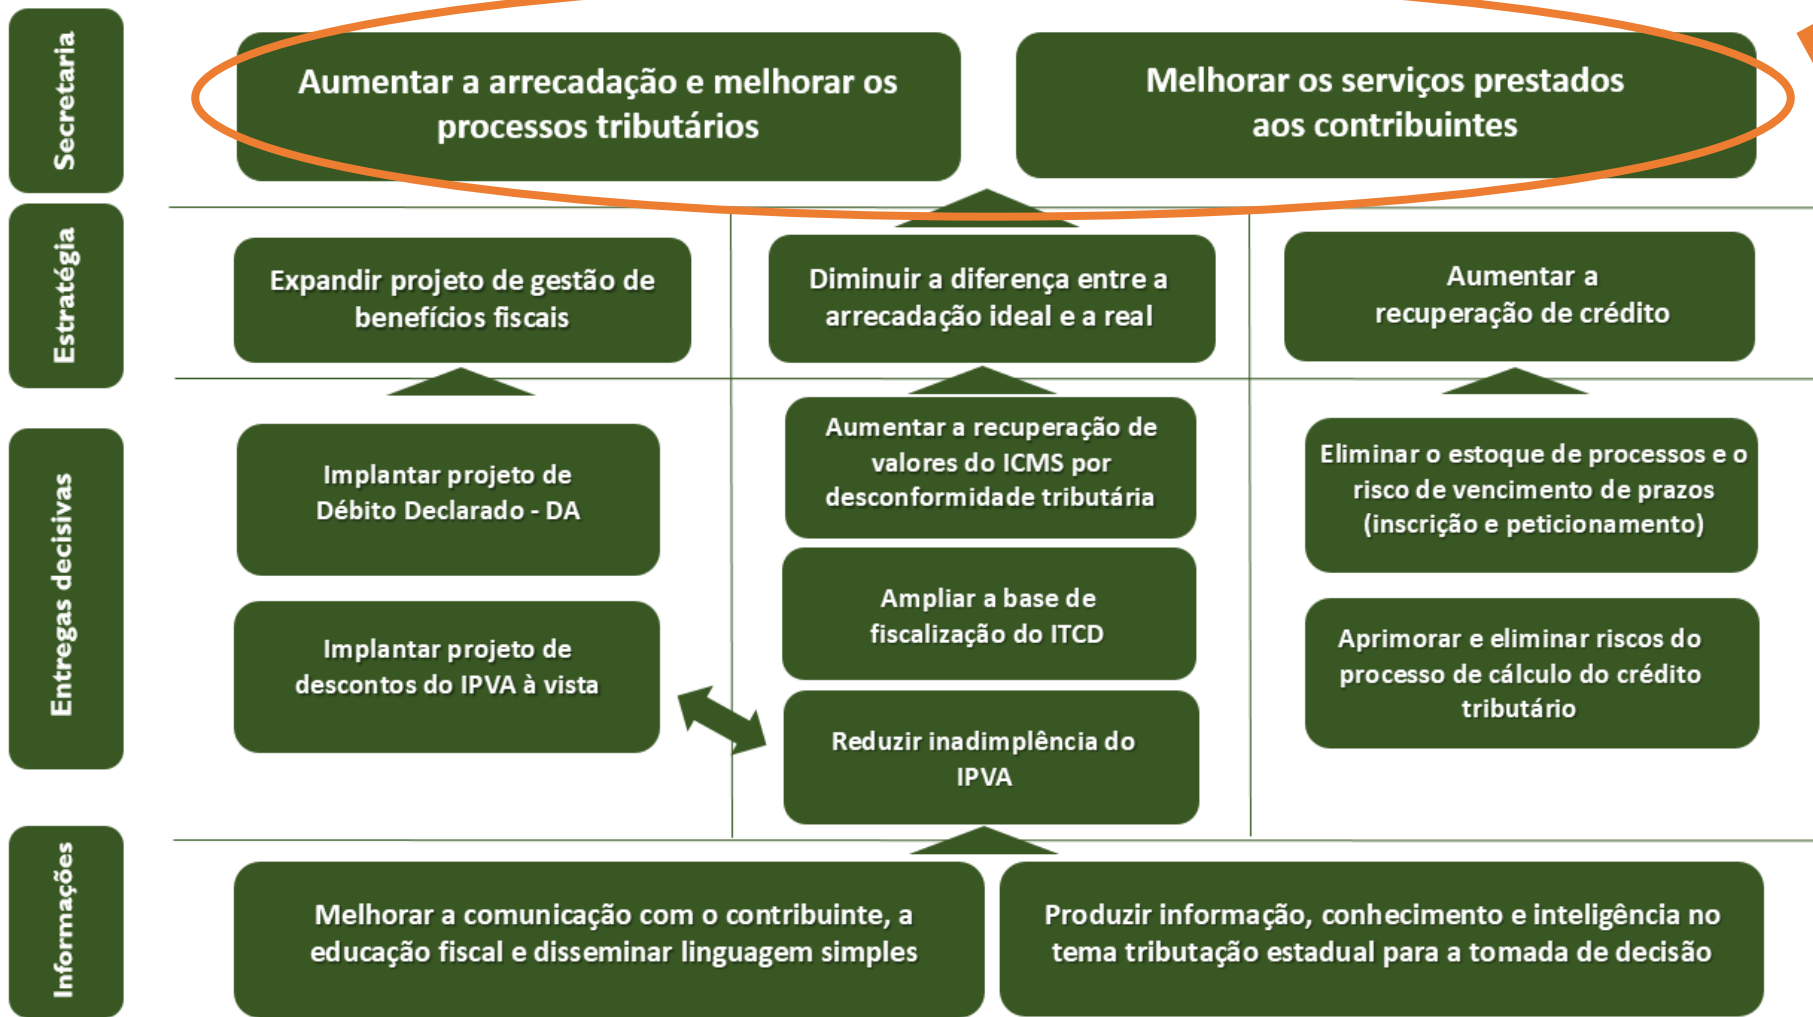 Secretaria
Aumentar a arrecadação e melhorar os
processos tributários
Melhorar os serviços prestados
aos contribuintes
Estratégia
Expandir projeto de gestão de
benefícios fiscais
Diminuir a diferença entre a
arrecadação ideal e a real
Aumentar a
recuperação de crédito
Entregas decisivas
Implantar projeto de
Débito Declarado - DA
Implantar projeto de
descontos do IPVA à vista
Aumentar a recuperação de
valores do ICMS por
desconformidade tributária
Ampliar a base de
fiscalização do ITCD
Reduzir inadimplência do
IPVA
Eliminar o estoque de processos e o
risco de vencimento de prazos
(inscrição e peticionamento)
Aprimorar e eliminar riscos do
processo de cálculo do crédito
tributário
Informações
Melhorar a comunicação com o contribuinte, a
educação fiscal e disseminar linguagem simples
Produzir informação, conhecimento e inteligência no
tema tributação estadual para a tomada de decisão